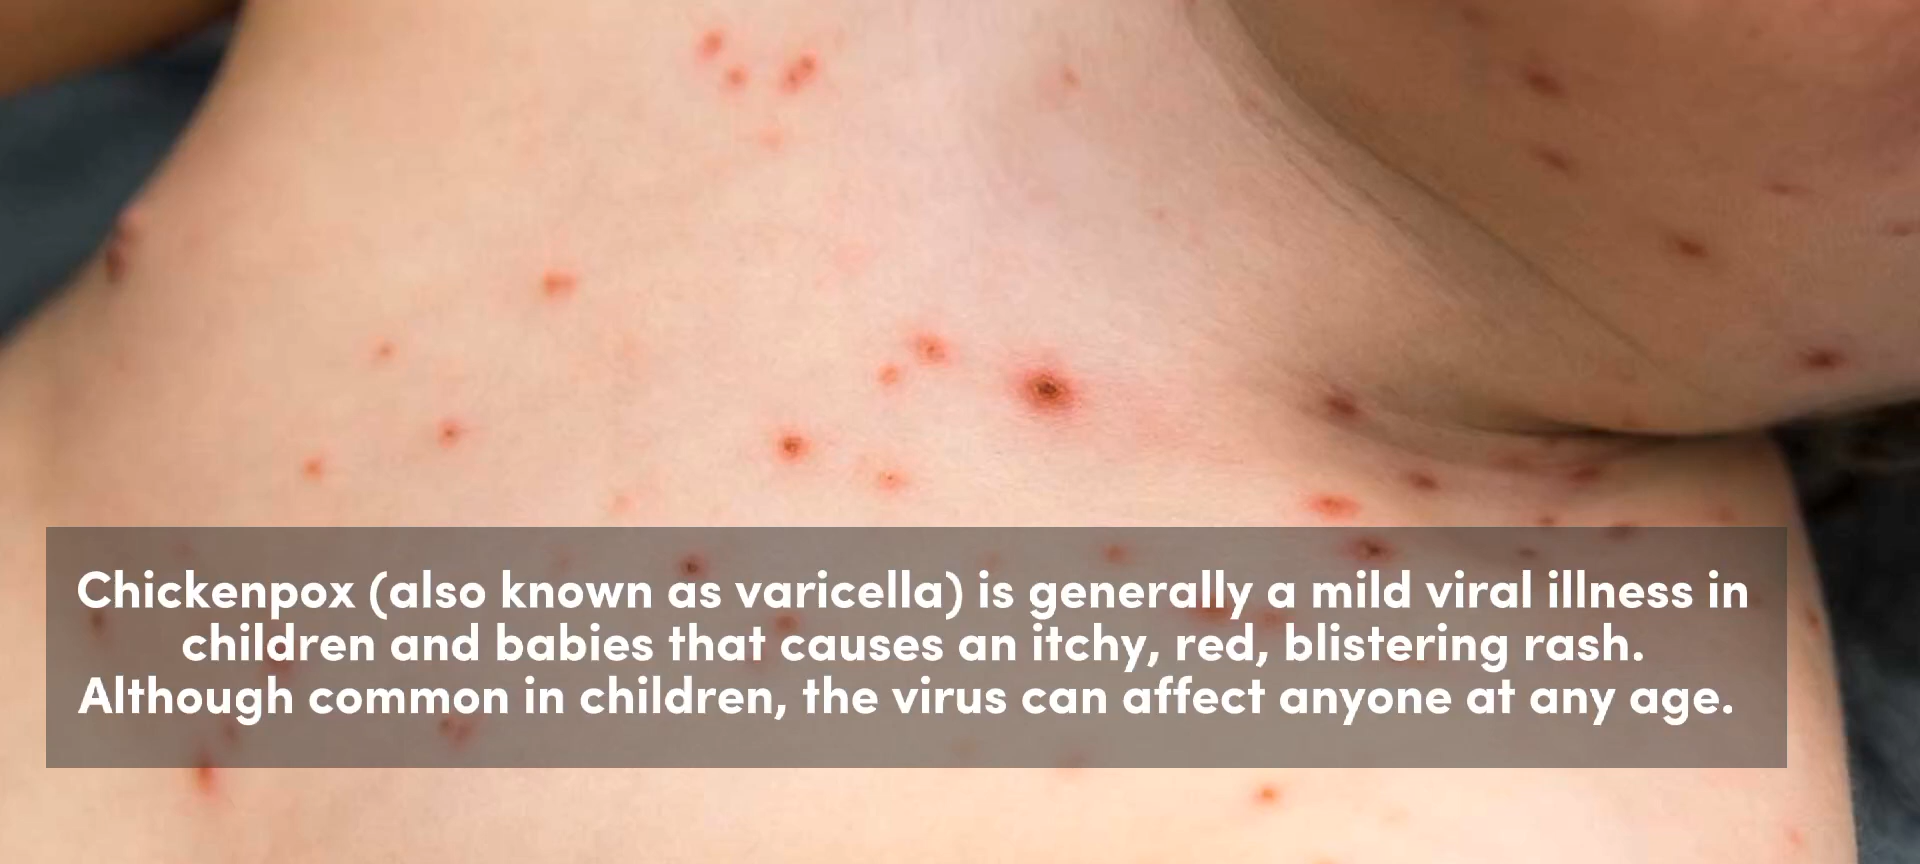 Chickenpox (also known as varicella) is generally a mild viral illness in
children and babies that causes an itchy, red, blistering rash.
Although common in children, the virus can affect anyone at any age.